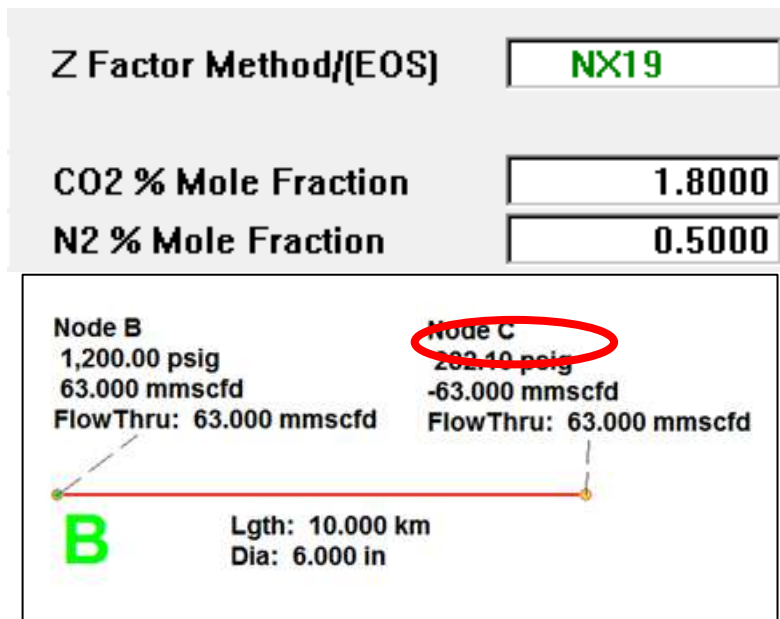 Z Factor Method/(EOS) NX19
CO2 % Mole Fraction 1.8000
N2 % Mole Fraction 0.5000
Node B
1,200.00 psig
63.000 mmscfd
FlowThru: 63.000 mmscfd
Node C
psig
-63.000 mmscfd
FlowThru: 63.000 mmscfd
B
Lgth: 10.000 km
Dia: 6.000 in